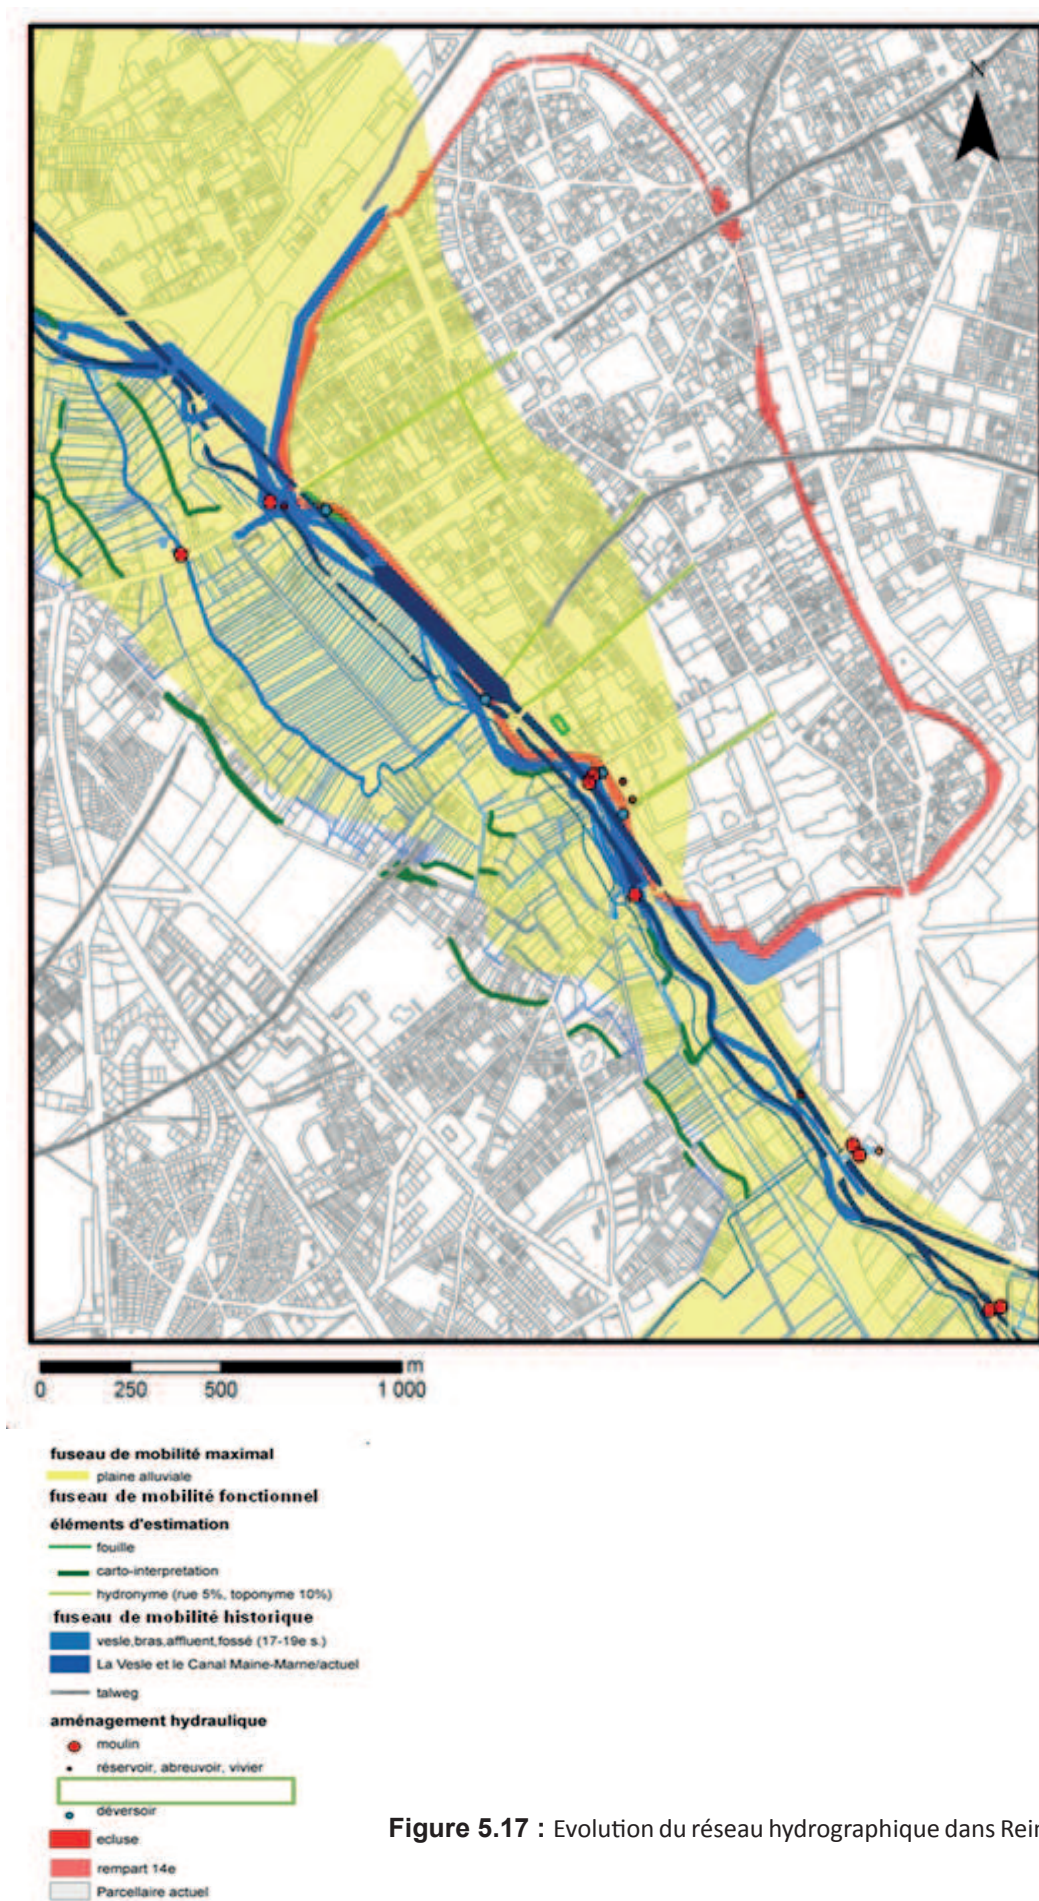 N
m
0 250 500 1 000
fuseau de mobilité maximal
plaine alluviale
fuseau de mobilité fonctionnel
éléments d'estimation
fouille
carto-interpretation
hydronyme (rue 5%, toponyme 10%)
fuseau de mobilité historique
vesle,bras,affluent,fossé (17-19e s.)
La Vesle et le Canal Maine-Marne/actuel
talweg
aménagement hydraulique
moulin
réservoir, abreuvoir, vivier
déversoir
ecluse
rempart 14e
Parcellaire actuel
Figure 5.17 : Evolution du réseau hydrographique dans Rei